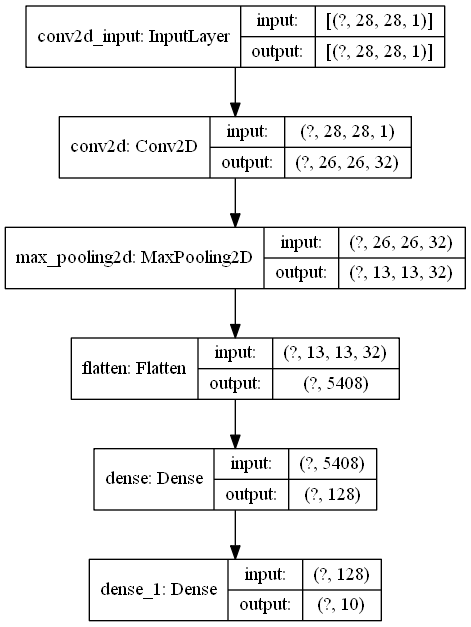 conv2d_input: InputLayer
input: [(?, 28, 28, 1)]
output: [(?, 28, 28, 1)]
conv2d: Conv2D
input: (?, 28, 28, 1)
output: (?, 26, 26, 32)
max_pooling2d: MaxPooling2D
input: (?, 26, 26, 32)
output: (?, 13, 13, 32)
flatten: Flatten
input: (?, 13, 13, 32)
output: (?, 5408)
dense: Dense
input: (?, 5408)
output: (?, 128)
dense_1: Dense
input: (?, 128)
output: (?, 10)